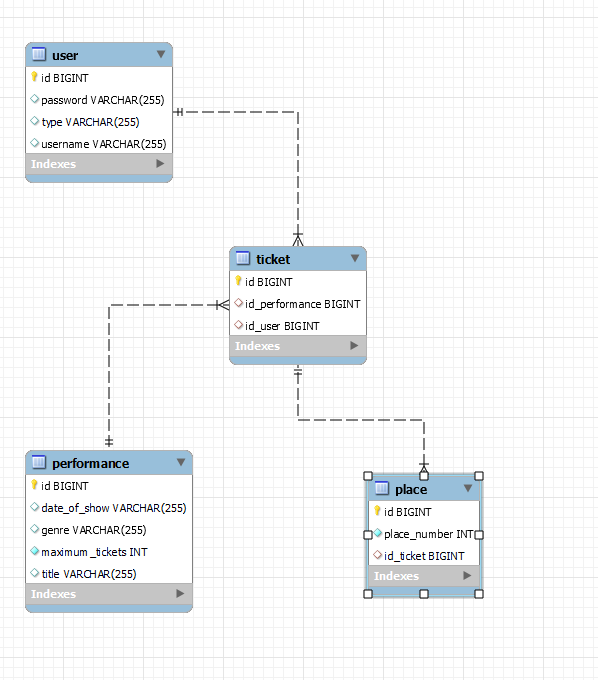 user
id BIGINT
password VARCHAR(255)
type VARCHAR(255)
username VARCHAR(255)
Indexes
ticket
id BIGINT
id_performance BIGINT
id_user BIGINT
Indexes
performance
id BIGINT
date_of_show VARCHAR(255)
genre VARCHAR(255)
maximum_tickets INT
title VARCHAR(255)
Indexes
place
id BIGINT
place_number INT
id_ticket BIGINT
Indexes